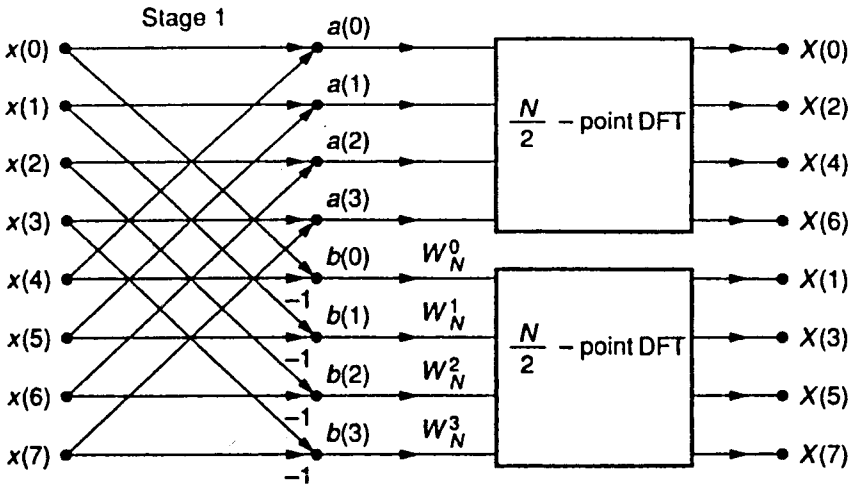 Stage 1
x(0) a(0) X(0)
x(1) a(1) X(2)
N/2 – point DFT
x(2) a(2) X(4)
x(3) a(3) X(6)
x(4) -1 b(0) W_N^0 X(1)
x(5) -1 b(1) W_N^1 X(3)
N/2 – point DFT
x(6) -1 b(2) W_N^2 X(5)
x(7) -1 b(3) W_N^3 X(7)